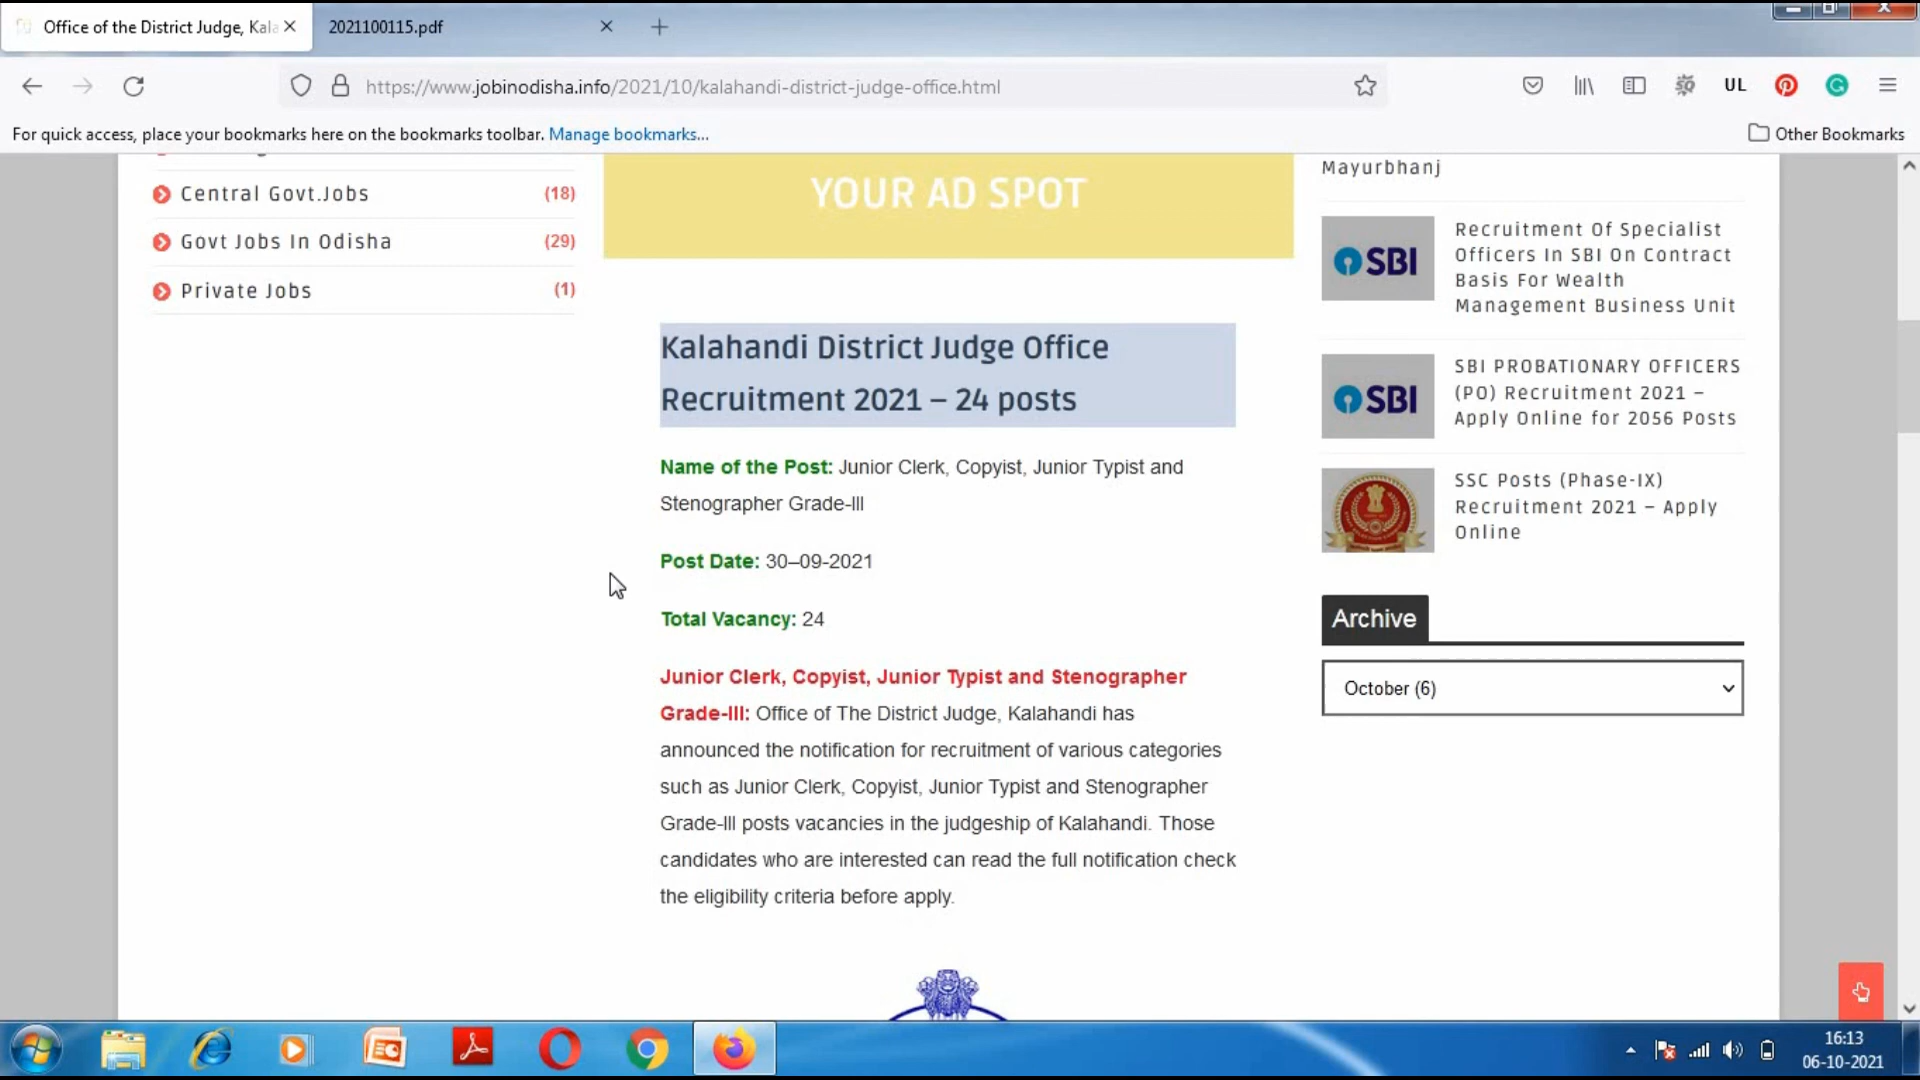 Office of the District Judge, Kala
2021100115.pdf
https://www.jobinodisha.info/2021/10/kalahandi-district-judge-office.html
UL
For quick access, place your bookmarks here on the bookmarks toolbar. Manage bookmarks...
Other Bookmarks
Central Govt.Jobs (18)
Govt Jobs In Odisha (29)
Private Jobs (1)
YOUR AD SPOT
Kalahandi District Judge Office
Recruitment 2021 – 24 posts
Name of the Post: Junior Clerk, Copyist, Junior Typist and
Stenographer Grade-III
Post Date: 30–09-2021
Total Vacancy: 24
Junior Clerk, Copyist, Junior Typist and Stenographer
Grade-III: Office of The District Judge, Kalahandi has
announced the notification for recruitment of various categories
such as Junior Clerk, Copyist, Junior Typist and Stenographer
Grade-III posts vacancies in the judgeship of Kalahandi. Those
candidates who are interested can read the full notification check
the eligibility criteria before apply.
Mayurbhanj
SBI
Recruitment Of Specialist
Officers In SBI On Contract
Basis For Wealth
Management Business Unit
SBI
SBI PROBATIONARY OFFICERS
(PO) Recruitment 2021 –
Apply Online for 2056 Posts
SSC Posts (Phase-IX)
Recruitment 2021 – Apply
Online
Archive
October (6)
16:13
06-10-2021